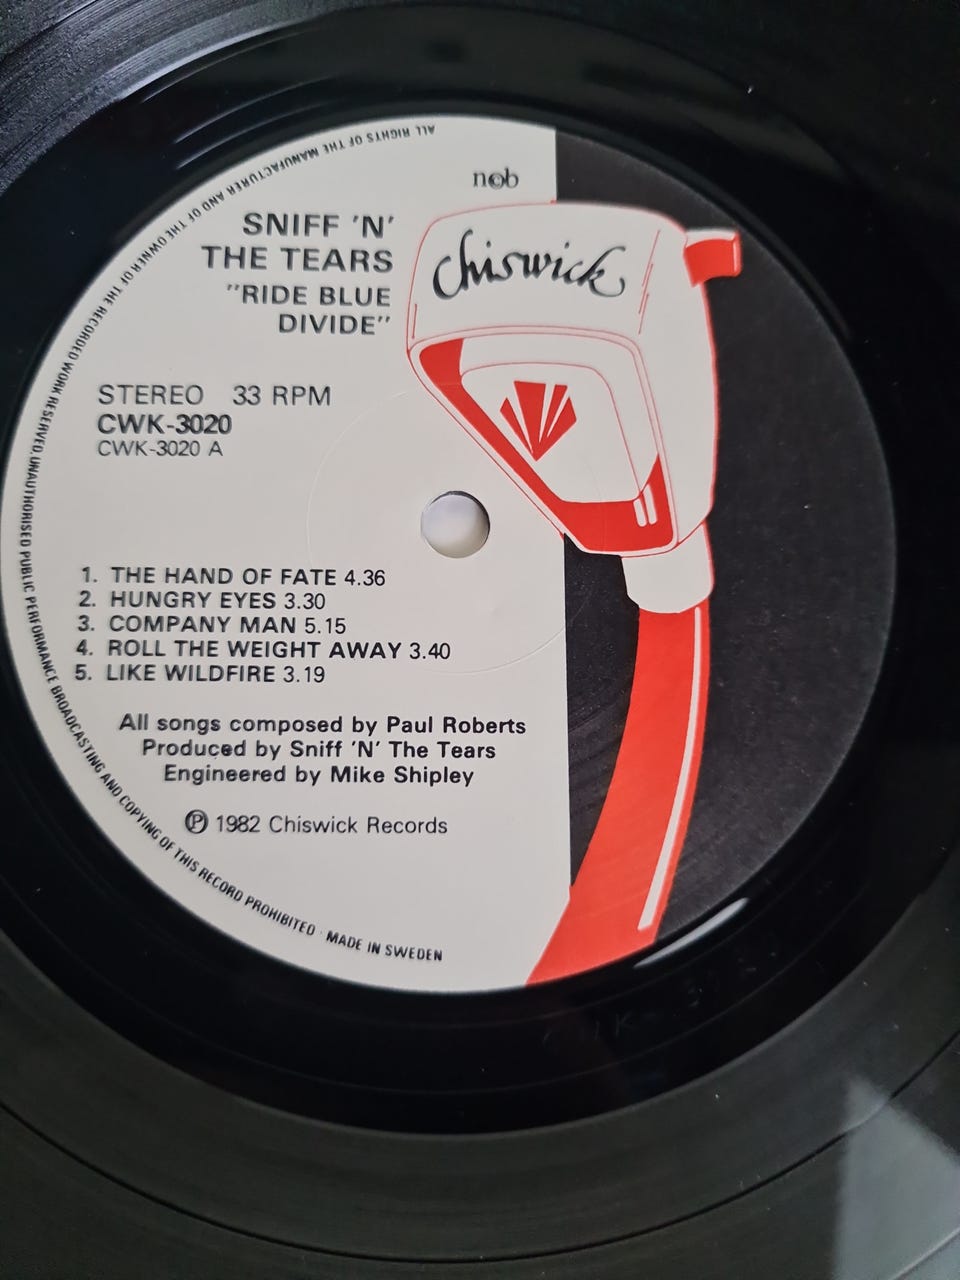 ncb
Chiswick
SNIFF 'N'
THE TEARS
"RIDE BLUE
DIVIDE"
STEREO 33 RPM
CWK-3020
CWK-3020 A
1. THE HAND OF FATE 4.36
2. HUNGRY EYES 3.30
3. COMPANY MAN 5.15
4. ROLL THE WEIGHT AWAY 3.40
5. LIKE WILDFIRE 3.19
All songs composed by Paul Roberts
Produced by Sniff 'N' The Tears
Engineered by Mike Shipley
℗ 1982 Chiswick Records
ALL RIGHTS OF THE MANUFACTURER AND OF THE OWNER OF THE RECORDED WORK RESERVED. UNAUTHORISED PUBLIC PERFORMANCE BROADCASTING AND COPYING OF THIS RECORD PROHIBITED · MADE IN SWEDEN